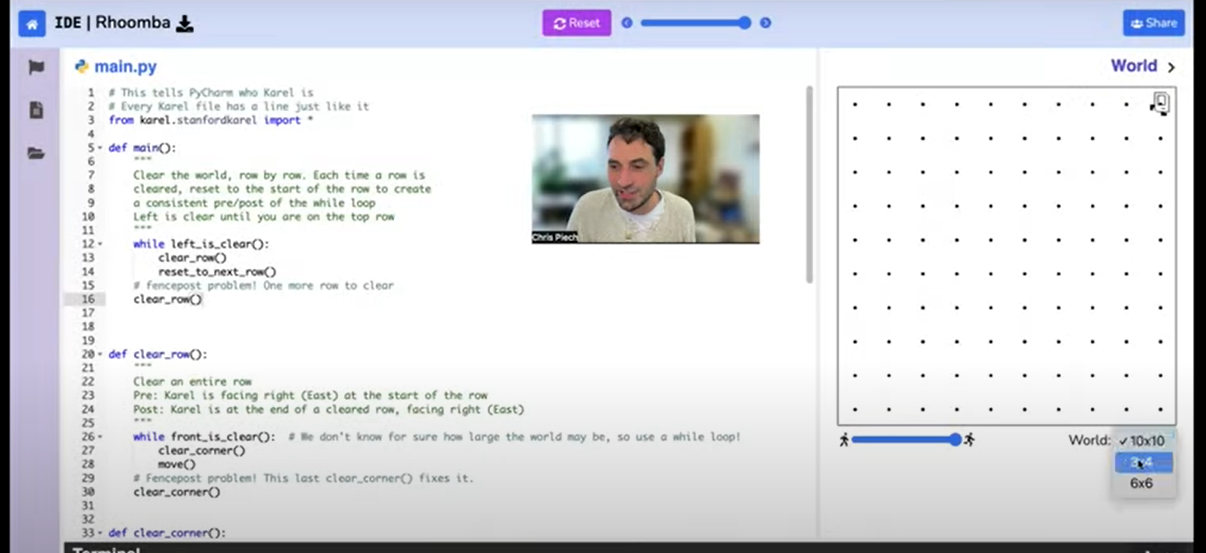 IDE | Rhoomba
Reset
Share
main.py
World
1 # This tells PyCharm who Karel is
2 # Every Karel file has a line just like it
3 from karel.stanfordkarel import *
4
5 def main():
6 """
7 Clear the world, row by row. Each time a row is
8 cleared, reset to the start of the row to create
9 a consistent pre/post of the while loop
10 Left is clear until you are on the top row
11 """
12 while left_is_clear():
13 clear_row()
14 reset_to_next_row()
15 # fencepost problem! One more row to clear
16 clear_row()
17
18
19
20 def clear_row():
21 """
22 Clear an entire row
23 Pre: Karel is facing right (East) at the start of the row
24 Post: Karel is at the end of a cleared row, facing right (East)
25 """
26 while front_is_clear(): # We don't know for sure how large the world may be, so use a while loop!
27 clear_corner()
28 move()
29 # Fencepost problem! This last clear_corner() fixes it.
30 clear_corner()
31
32
33 def clear_corner():
Chris Piech
World: ✓ 10x10
6x6
Terminal